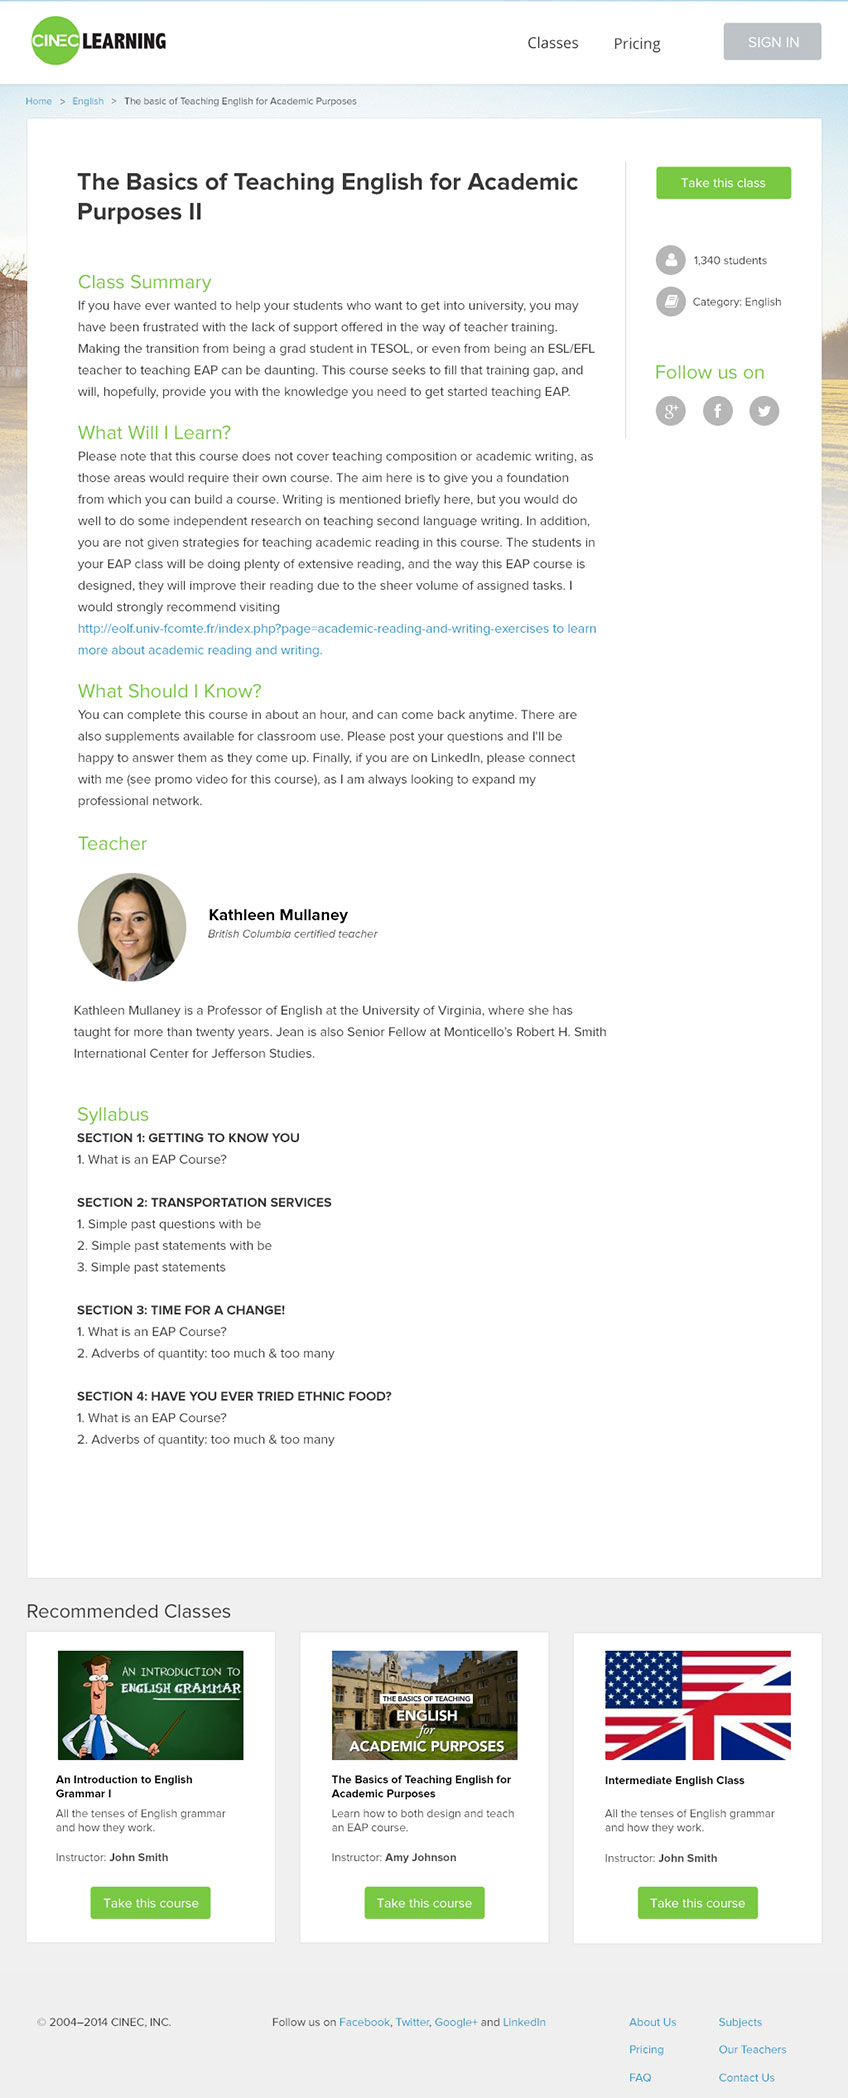 CINEC LEARNING
Classes
Pricing
SIGN IN
Home > English > The basic of Teaching English for Academic Purposes
The Basics of Teaching English for Academic
Purposes II
Take this class
1,340 students
Category: English
Follow us on
g+ f
Class Summary
If you have ever wanted to help your students who want to get into university, you may
have been frustrated with the lack of support offered in the way of teacher training.
Making the transition from being a grad student in TESOL, or even from being an ESL/EFL
teacher to teaching EAP can be daunting. This course seeks to fill that training gap, and
will, hopefully, provide you with the knowledge you need to get started teaching EAP.
What Will I Learn?
Please note that this course does not cover teaching composition or academic writing, as
those areas would require their own course. The aim here is to give you a foundation
from which you can build a course. Writing is mentioned briefly here, but you would do
well to do some independent research on teaching second language writing. In addition,
you are not given strategies for teaching academic reading in this course. The students in
your EAP class will be doing plenty of extensive reading, and the way this EAP course is
designed, they will improve their reading due to the sheer volume of assigned tasks. I
would strongly recommend visiting
http://eolf.univ-fcomte.fr/index.php?page=academic-reading-and-writing-exercises to learn
more about academic reading and writing.
What Should I Know?
You can complete this course in about an hour, and can come back anytime. There are
also supplements available for classroom use. Please post your questions and I'll be
happy to answer them as they come up. Finally, if you are on LinkedIn, please connect
with me (see promo video for this course), as I am always looking to expand my
professional network.
Teacher
Kathleen Mullaney
British Columbia certified teacher
Kathleen Mullaney is a Professor of English at the University of Virginia, where she has
taught for more than twenty years. Jean is also Senior Fellow at Monticello's Robert H. Smith
International Center for Jefferson Studies.
Syllabus
SECTION 1: GETTING TO KNOW YOU
1. What is an EAP Course?
SECTION 2: TRANSPORTATION SERVICES
1. Simple past questions with be
2. Simple past statements with be
3. Simple past statements
SECTION 3: TIME FOR A CHANGE!
1. What is an EAP Course?
2. Adverbs of quantity: too much & too many
SECTION 4: HAVE YOU EVER TRIED ETHNIC FOOD?
1. What is an EAP Course?
2. Adverbs of quantity: too much & too many
Recommended Classes
AN INTRODUCTION TO
ENGLISH GRAMMAR
An Introduction to English
Grammar I
All the tenses of English grammar
and how they work.
Instructor: John Smith
Take this course
THE BASICS OF TEACHING
ENGLISH
for
ACADEMIC PURPOSES
The Basics of Teaching English for
Academic Purposes
Learn how to both design and teach
an EAP course.
Instructor: Amy Johnson
Take this course
Intermediate English Class
All the tenses of English grammar
and how they work.
Instructor: John Smith
Take this course
© 2004–2014 CINEC, INC.
Follow us on Facebook, Twitter, Google+ and LinkedIn
About Us
Subjects
Pricing
Our Teachers
FAQ
Contact Us